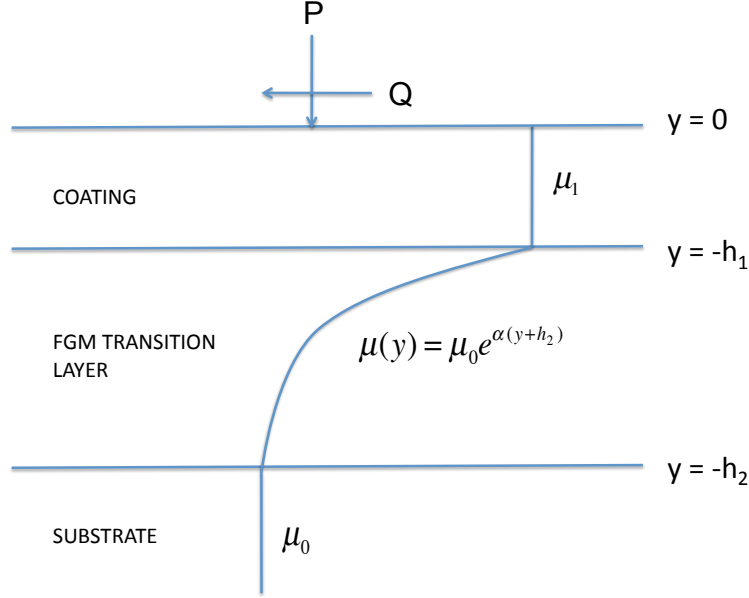 P
Q
y = 0
COATING
μ₁
y = -h₁
FGM TRANSITION
LAYER
μ(y) = μ₀e^{α(y+h₂)}
y = -h₂
SUBSTRATE
μ₀